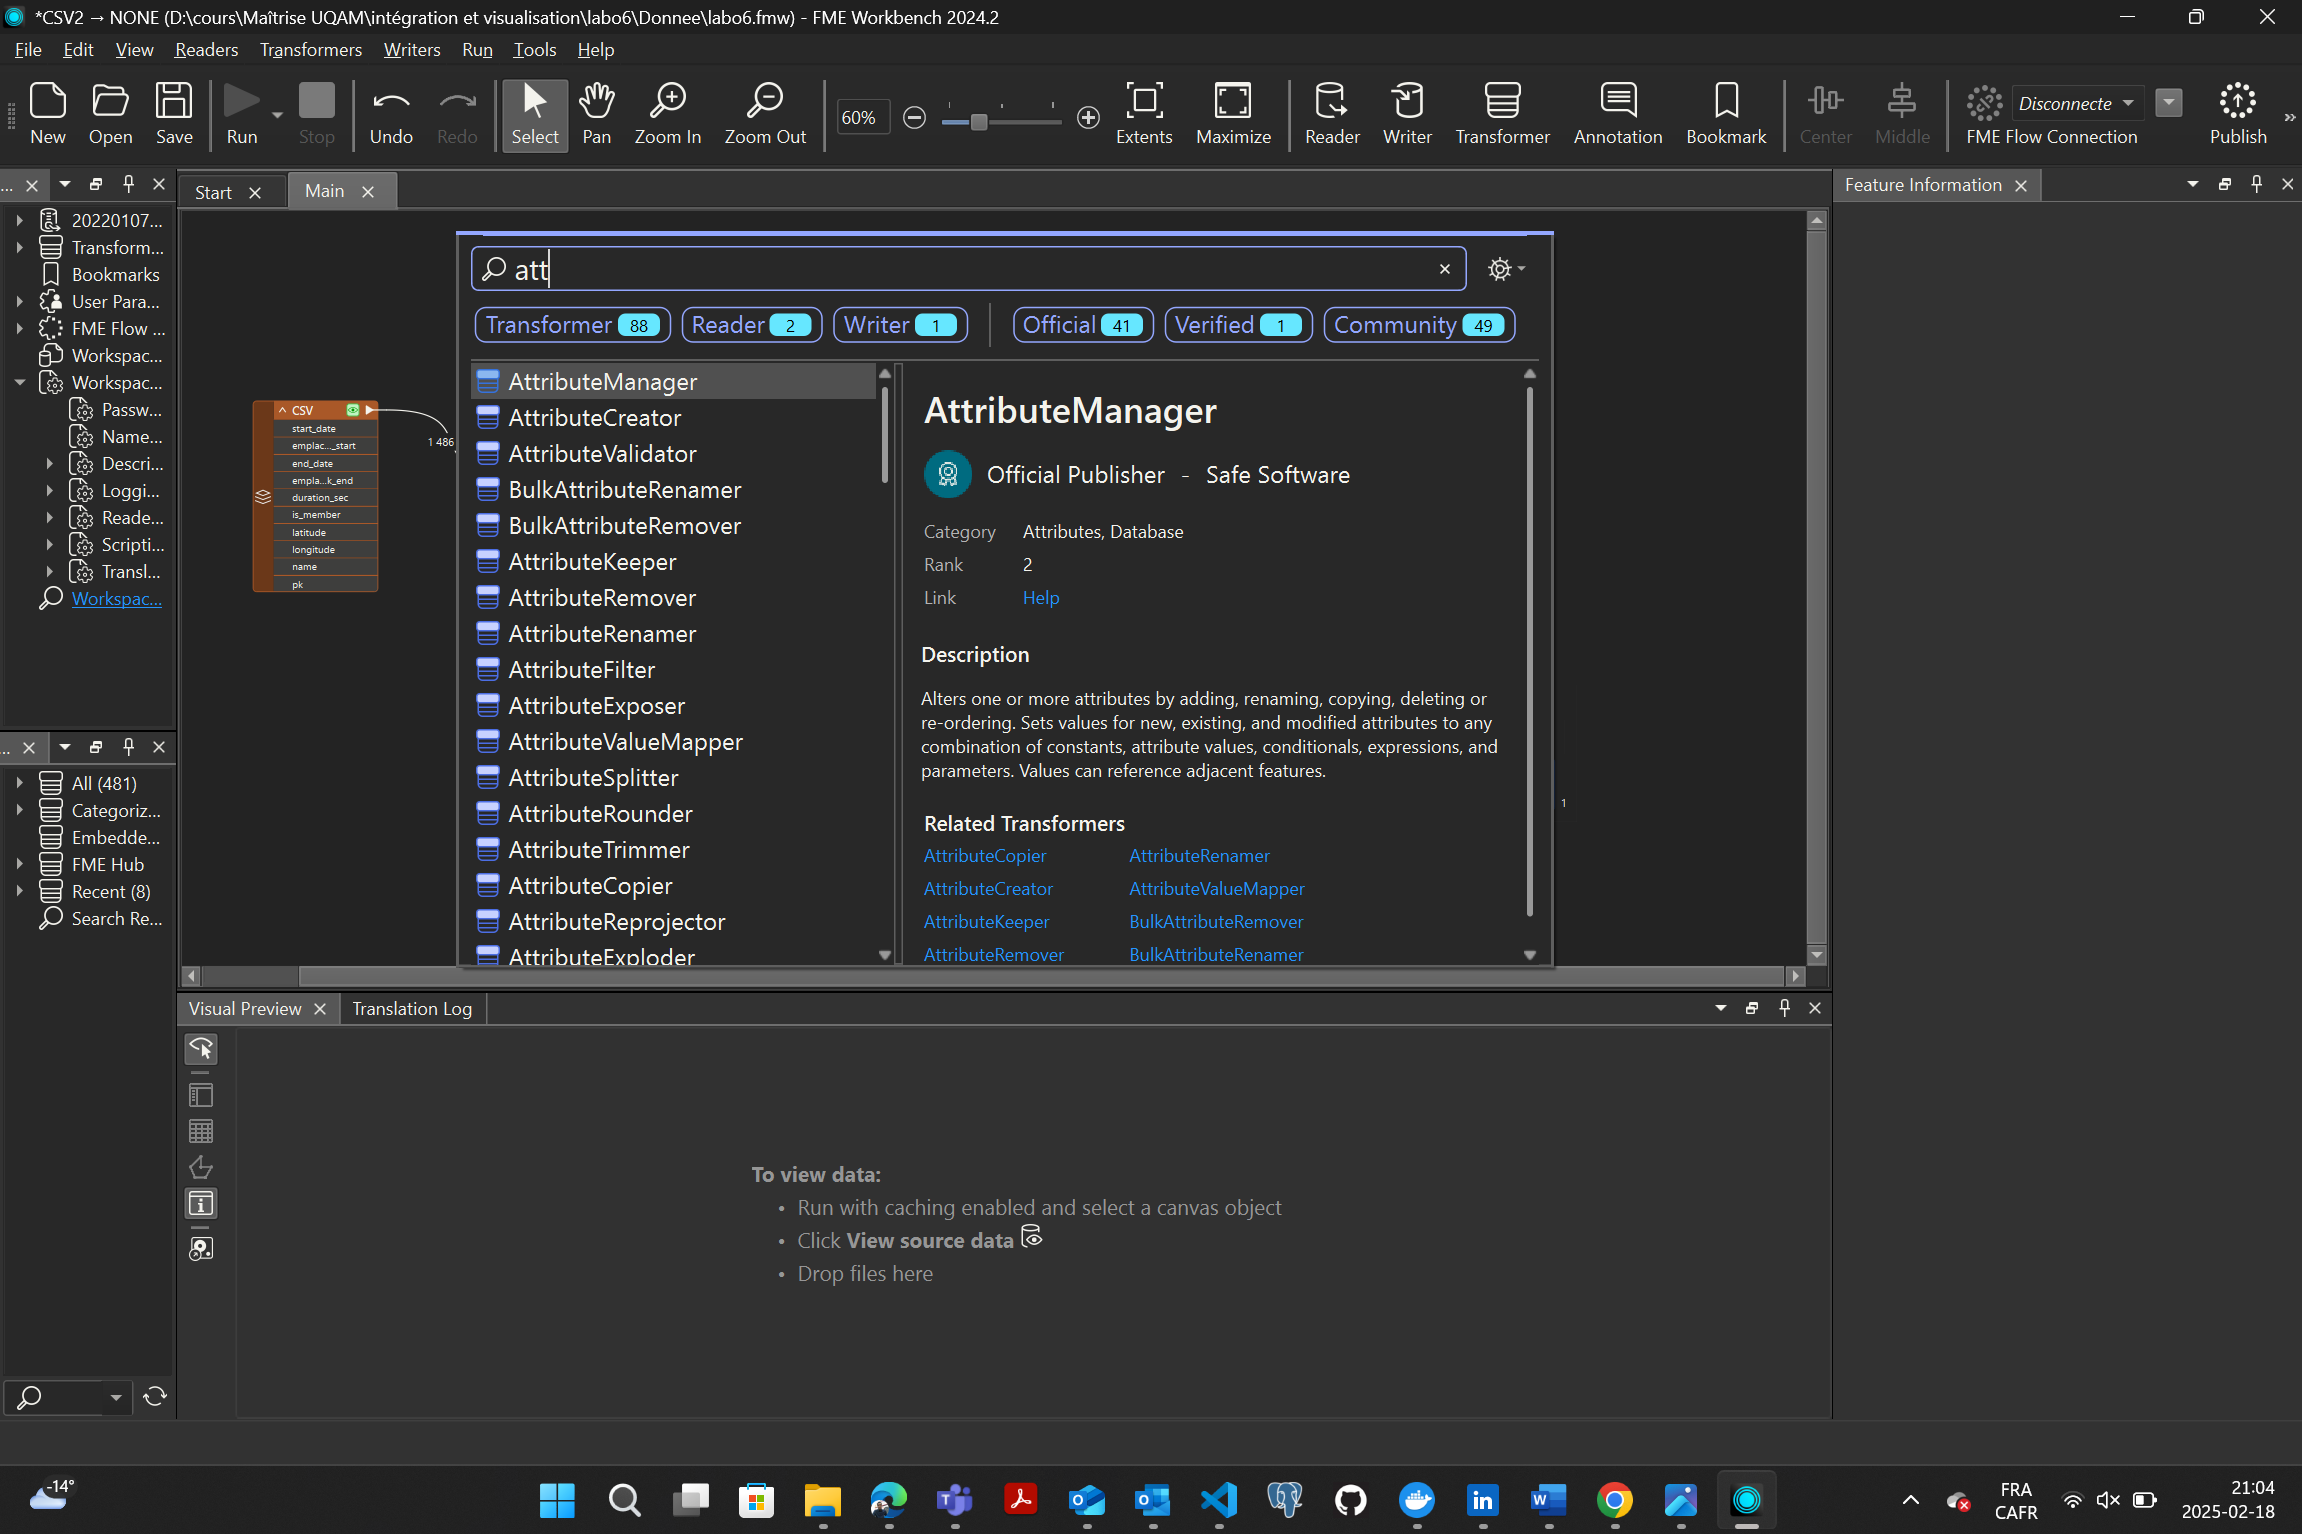 *CSV2 → NONE (D:\cours\Maîtrise UQAM\intégration et visualisation\labo6\Donnee\labo6.fmw) - FME Workbench 2024.2
File Edit View Readers Transformers Writers Run Tools Help
New Open Save Run Stop Undo Redo Select Pan Zoom In Zoom Out 60% Extents Maximize Reader Writer Transformer Annotation Bookmark Center Middle Disconnecte FME Flow Connection Publish »
...
Start
Main
Feature Information
20220107...
Transform...
Bookmarks
User Para...
FME Flow ...
Workspac...
Workspac...
Passw...
Name...
Descri...
Loggi...
Reade...
Scripti...
Transl...
Workspac...
...
All (481)
Categoriz...
Embedde...
FME Hub
Recent (8)
Search Re...
CSV
start_date
emplac..._start
end_date
empla...k_end
duration_sec
is_member
latitude
longitude
name
pk
1 486
att
Transformer 88 Reader 2 Writer 1 Official 41 Verified 1 Community 49
AttributeManager
AttributeCreator
AttributeValidator
BulkAttributeRenamer
BulkAttributeRemover
AttributeKeeper
AttributeRemover
AttributeRenamer
AttributeFilter
AttributeExposer
AttributeValueMapper
AttributeSplitter
AttributeRounder
AttributeTrimmer
AttributeCopier
AttributeReprojector
AttributeExploder
AttributeManager
Official Publisher - Safe Software
Category Attributes, Database
Rank 2
Link Help
Description
Alters one or more attributes by adding, renaming, copying, deleting or
re-ordering. Sets values for new, existing, and modified attributes to any
combination of constants, attribute values, conditionals, expressions, and
parameters. Values can reference adjacent features.
Related Transformers
AttributeCopier AttributeRenamer
AttributeCreator AttributeValueMapper
AttributeKeeper BulkAttributeRemover
AttributeRemover BulkAttributeRenamer
1
Visual Preview
Translation Log
To view data:
• Run with caching enabled and select a canvas object
• Click View source data
• Drop files here
-14°
FRA
CAFR
21:04
2025-02-18